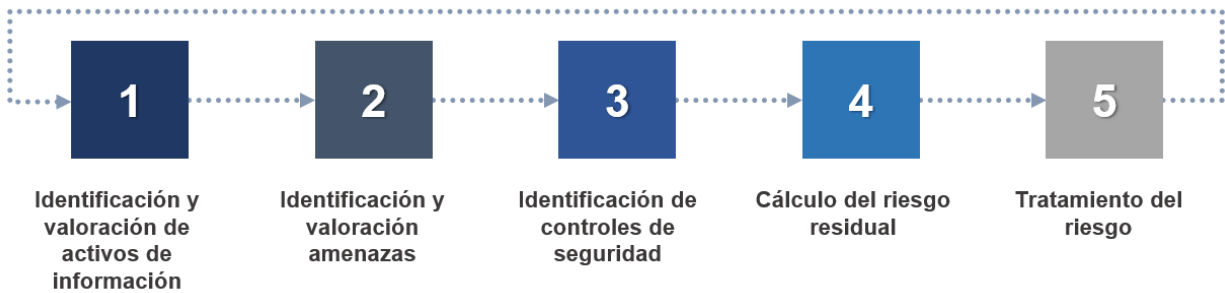 1
Identificación y
valoración de
activos de
información
2
Identificación y
valoración
amenazas
3
Identificación de
controles de
seguridad
4
Cálculo del riesgo
residual
5
Tratamiento del
riesgo